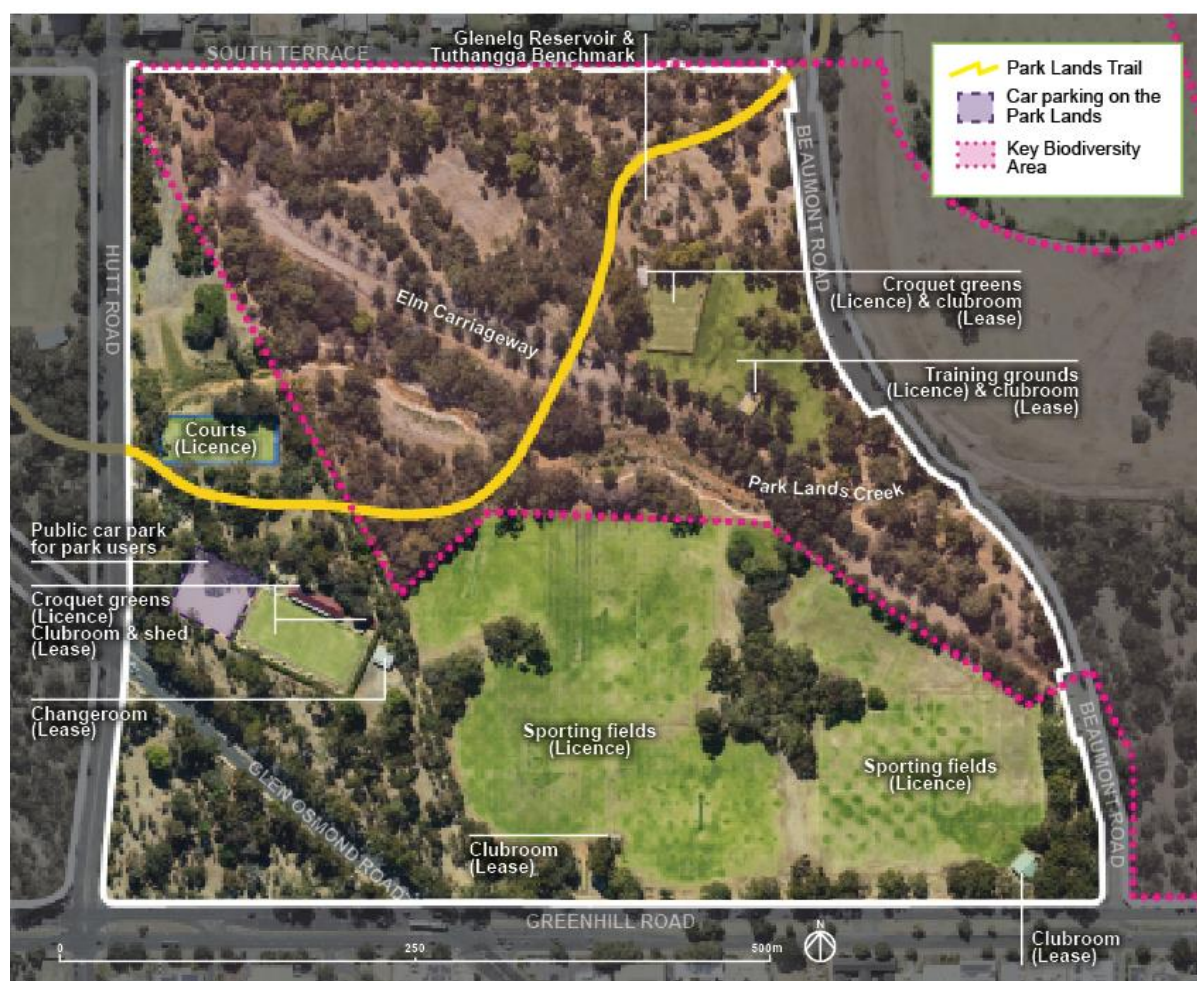 SOUTH TERRACE
Glenelg Reservoir &
Tuthangga Benchmark
Park Lands Trail
Car parking on the
Park Lands
Key Biodiversity
Area
BEAUMONT ROAD
HUTT ROAD
Elm Carriageway
Croquet greens
(Licence) & clubroom
(Lease)
Training grounds
(Licence) & clubroom
(Lease)
Courts
(Licence)
Park Lands Creek
Public car park
for park users
Croquet greens
(Licence)
Clubroom & shed
(Lease)
Changeroom
(Lease)
Sporting fields
(Licence)
Sporting fields
(Licence)
BEAUMONT ROAD
GLEN OSMOND ROAD
Clubroom
(Lease)
GREENHILL ROAD
0 250 500m
N
Clubroom
(Lease)